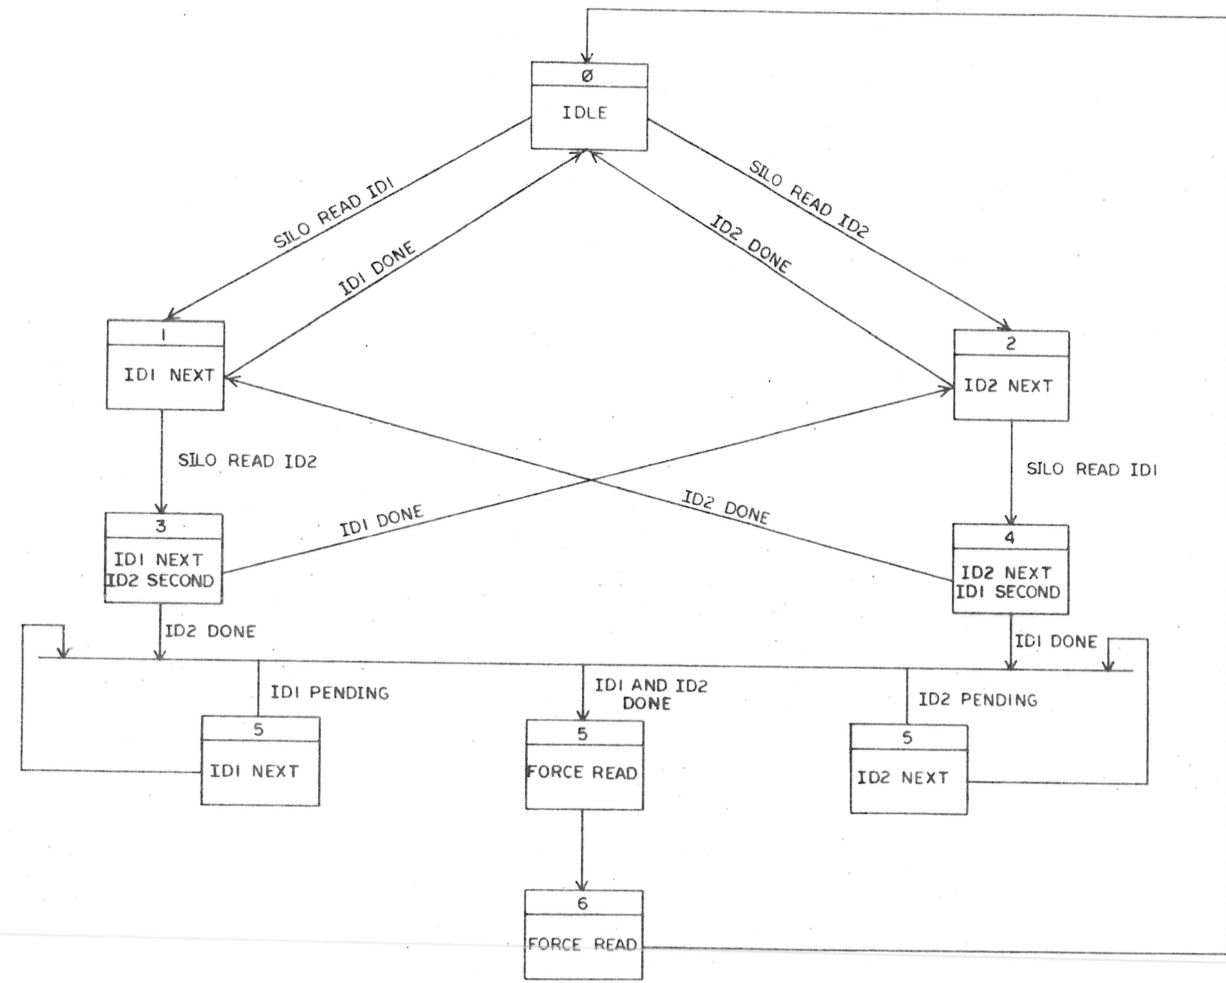 Ø
IDLE
SILO READ ID1
SILO READ ID2
ID1 DONE
ID2 DONE
1
ID1 NEXT
2
ID2 NEXT
SILO READ ID2
SILO READ ID1
ID1 DONE
ID2 DONE
3
ID1 NEXT
ID2 SECOND
4
ID2 NEXT
ID1 SECOND
ID2 DONE
ID1 DONE
ID1 PENDING
ID1 AND ID2
DONE
ID2 PENDING
5
ID1 NEXT
5
FORCE READ
5
ID2 NEXT
6
FORCE READ